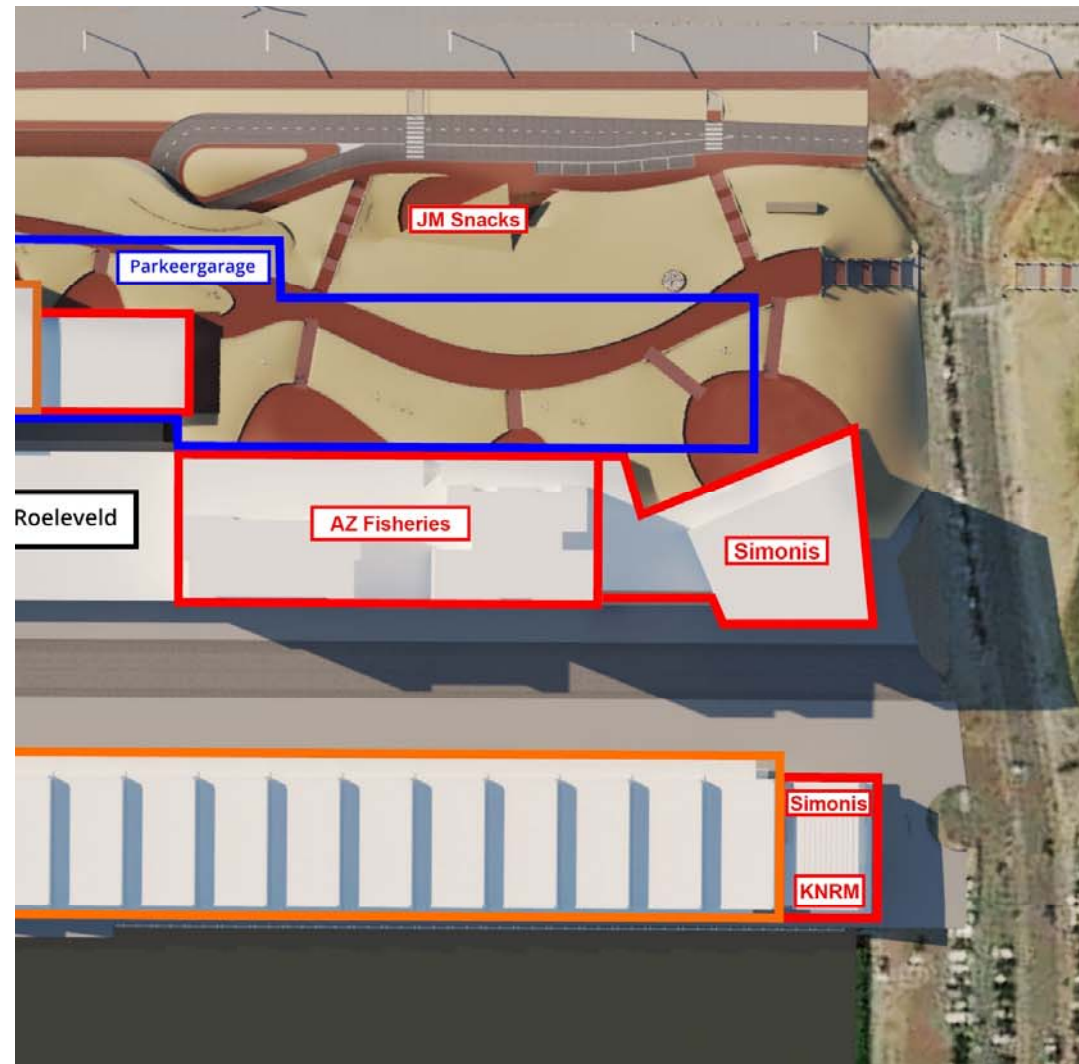 JM Snacks
Parkeergarage
Roeleveld
AZ Fisheries
Simonis
Simonis
KNRM